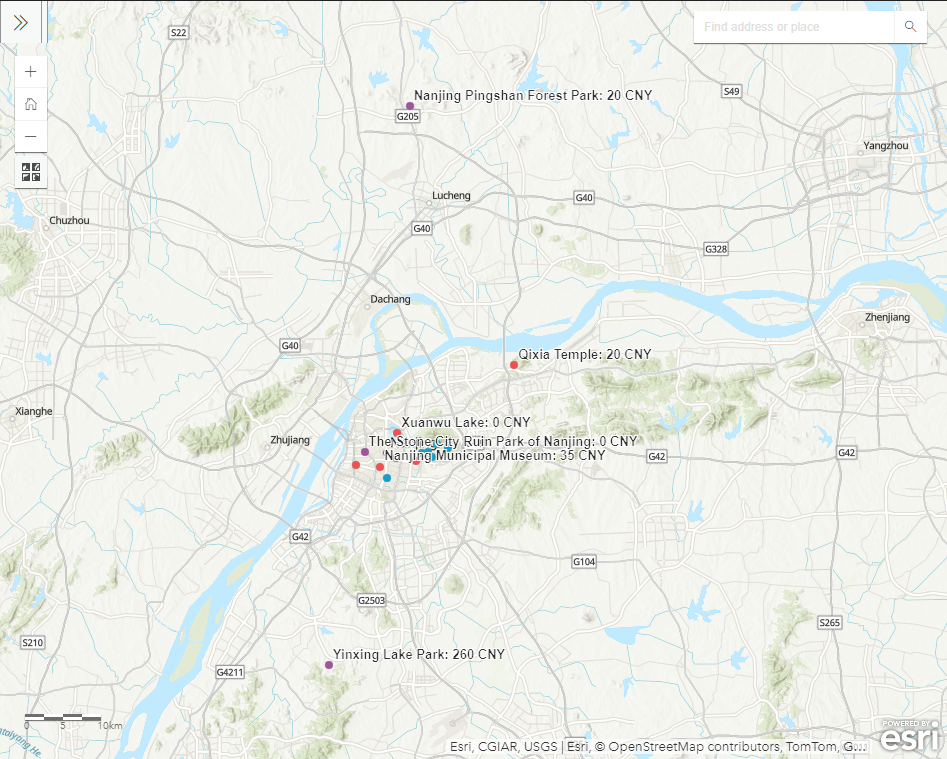 S22
Find address or place
Nanjing Pingshan Forest Park: 20 CNY
S49
G205
Yangzhou
Lucheng
G40
Chuzhou
G40
G328
Dachang
Zhenjiang
G40
Qixia Temple: 20 CNY
Xianghe
Xuanwu Lake: 0 CNY
Zhujiang
The Stone City Ruin Park of Nanjing: 0 CNY
Nanjing Municipal Museum: 35 CNY
G42
G42
G42
G104
G2503
S265
S210
Yinxing Lake Park: 260 CNY
G4211
0 5 10km
POWERED BY
esri
Esri, CGIAR, USGS | Esri, © OpenStreetMap contributors, TomTom, G...